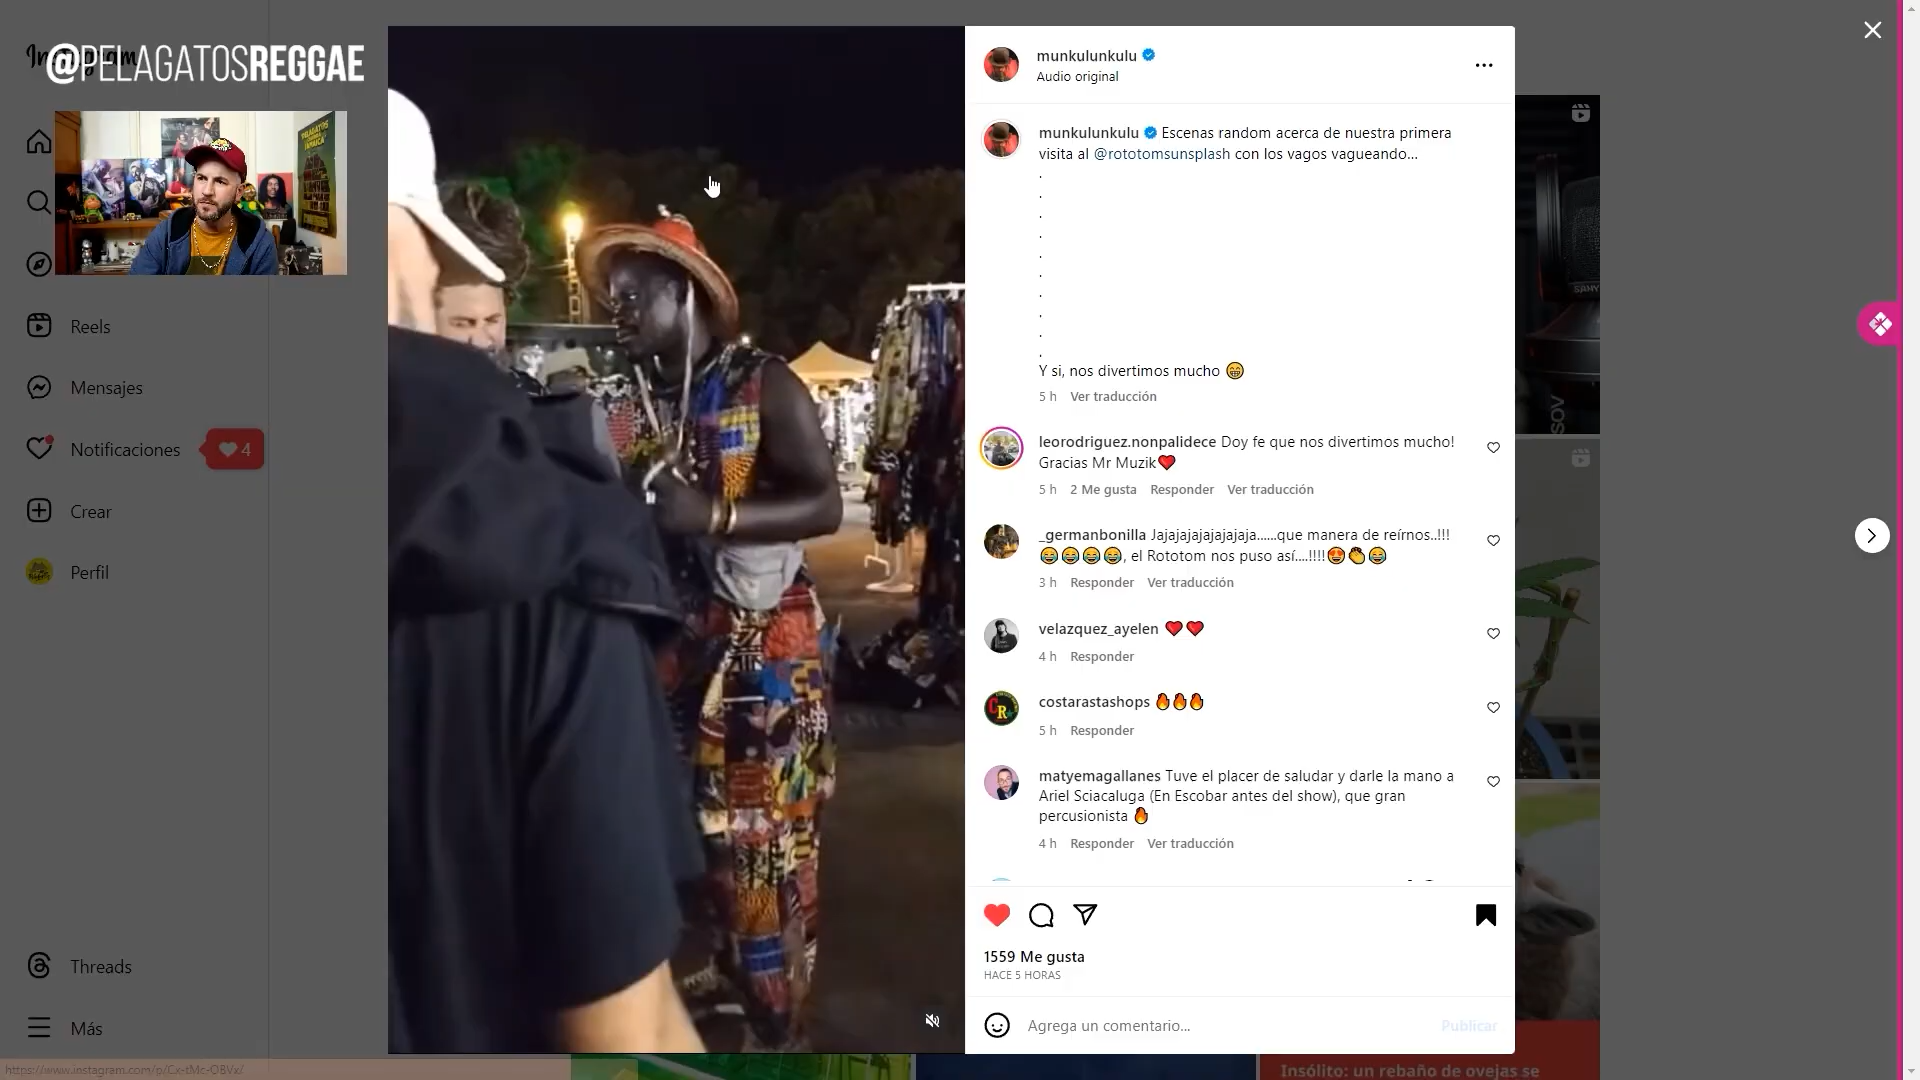 Instagram
@PELAGATOSREGGAE
Reels
Mensajes
Notificaciones
4
Crear
Perfil
Threads
Más
munkulunkulu
Audio original
munkulunkulu Escenas random acerca de nuestra primera
visita al @rototomsunsplash con los vagos vagueando...
.
.
.
.
.
.
.
.
.
.
Y si, nos divertimos mucho 😁
5 h Ver traducción
leorodriguez.nonpalidece Doy fe que nos divertimos mucho!
Gracias Mr Muzik❤️
5 h 2 Me gusta Responder Ver traducción
_germanbonilla Jajajajajajajajaja......que manera de reírnos..!!!
😂😂😂😂, el Rototom nos puso así....!!!!😍👏😂
3 h Responder Ver traducción
velazquez_ayelen ❤️❤️
4 h Responder
costarastashops 🔥🔥🔥
5 h Responder
matyemagallanes Tuve el placer de saludar y darle la mano a
Ariel Sciacaluga (En Escobar antes del show), que gran
percusionista 🔥
4 h Responder Ver traducción
1559 Me gusta
HACE 5 HORAS
Agrega un comentario...
Publicar
Insólito: un rebaño de ovejas se